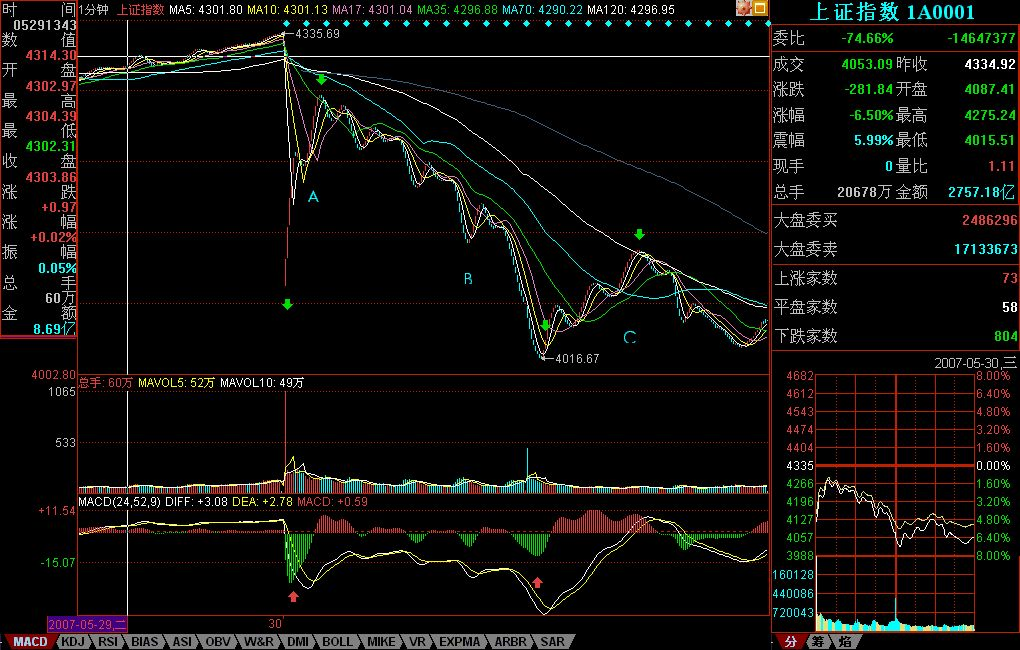 时 间
05291343
数 值
4314.30
开 盘
4302.97
最 高
4304.39
最 低
4302.31
收 盘
4303.86
涨 跌
+0.97
涨 幅
+0.02%
振 幅
0.05%
总 手
60万
金 额
8.69亿
1分钟 上证指数 MA5: 4301.80 MA10: 4301.13 MA17: 4301.04 MA35: 4296.88 MA70: 4290.22 MA120: 4296.95
4335.69
A
B
C
4016.67
4002.80
总手: 60万 MAVOL5: 52万 MAVOL10: 49万
1065
533
MACD(24,52,9) DIFF: +3.08 DEA: +2.78 MACD: +0.59
+11.54
-15.07
2007-05-29,二 30
MACD KDJ RSI BIAS ASI OBV W&R DMI BOLL MIKE VR EXPMA ARBR SAR
上证指数 1A0001
委比 -74.66% -14647377
成交 4053.09 昨收 4334.92
涨跌 -281.84 开盘 4087.41
涨幅 -6.50% 最高 4275.24
震幅 5.99% 最低 4015.51
现手 0 量比 1.11
总手 20678万 金额 2757.18亿
大盘委买 2486296
大盘委卖 17133673
上涨家数 73
平盘家数 58
下跌家数 804
2007-05-30,三
4682 8.00%
4612 6.40%
4543 4.80%
4474 3.20%
4404 1.60%
4335 0.00%
4266 1.60%
4196 3.20%
4127 4.80%
4057 6.40%
3988 8.00%
160128
440086
720043
分 筹 焰